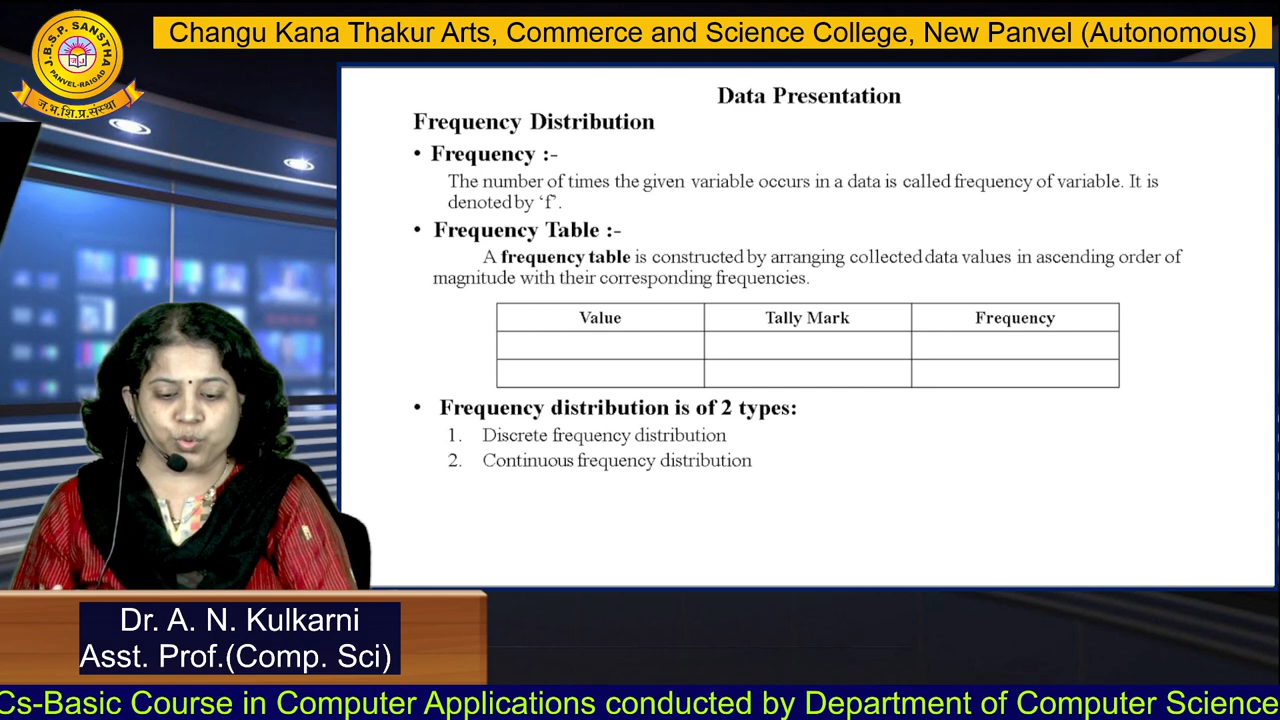 Changu Kana Thakur Arts, Commerce and Science College, New Panvel (Autonomous)
J.B.S.P. SANSTHA
PANVEL-RAIGAD
ज.भ.शि.प्र.संस्था
Data Presentation
Frequency Distribution
• Frequency :-
The number of times the given variable occurs in a data is called frequency of variable. It is
denoted by ‘f’.
• Frequency Table :-
A frequency table is constructed by arranging collected data values in ascending order of
magnitude with their corresponding frequencies.
Value Tally Mark Frequency
• Frequency distribution is of 2 types:
1. Discrete frequency distribution
2. Continuous frequency distribution
Dr. A. N. Kulkarni
Asst. Prof.(Comp. Sci)
Cs-Basic Course in Computer Applications conducted by Department of Computer Science